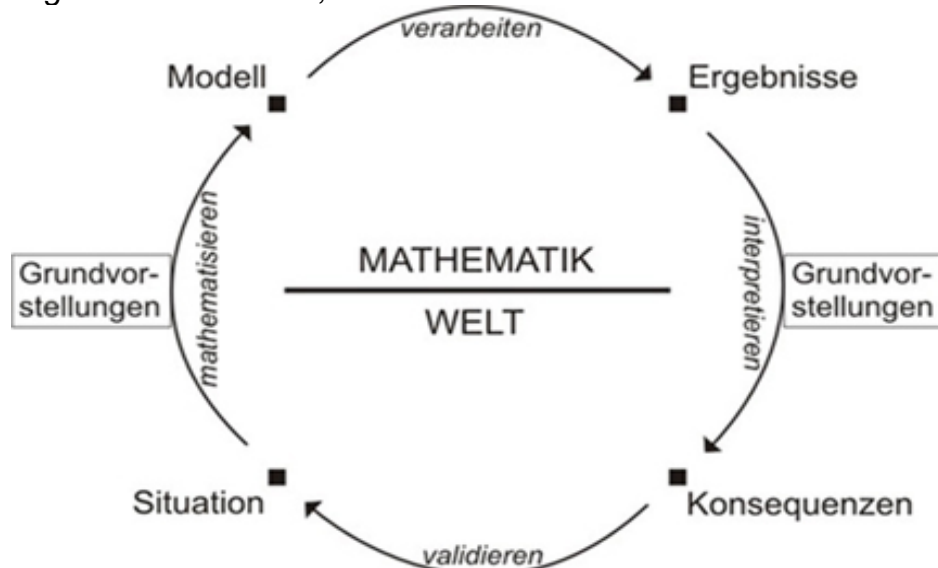 verarbeiten
Modell
Ergebnisse
mathematisieren
interpretieren
Grundvor-
stellungen
MATHEMATIK
WELT
Grundvor-
stellungen
Situation
Konsequenzen
validieren